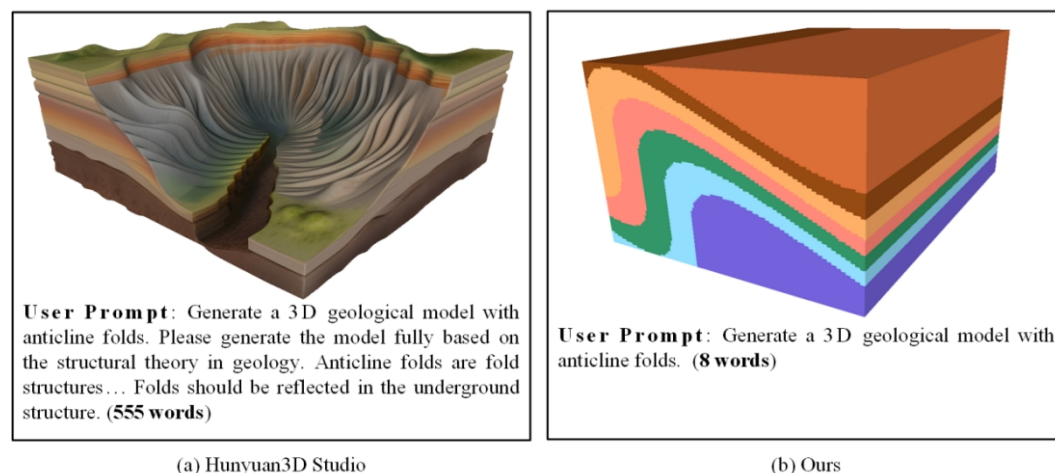 User Prompt: Generate a 3D geological model with
anticline folds. Please generate the model fully based on
the structural theory in geology. Anticline folds are fold
structures… Folds should be reflected in the underground
structure. (555 words)
User Prompt: Generate a 3D geological model with
anticline folds. (8 words)
(a) Hunyuan3D Studio
(b) Ours